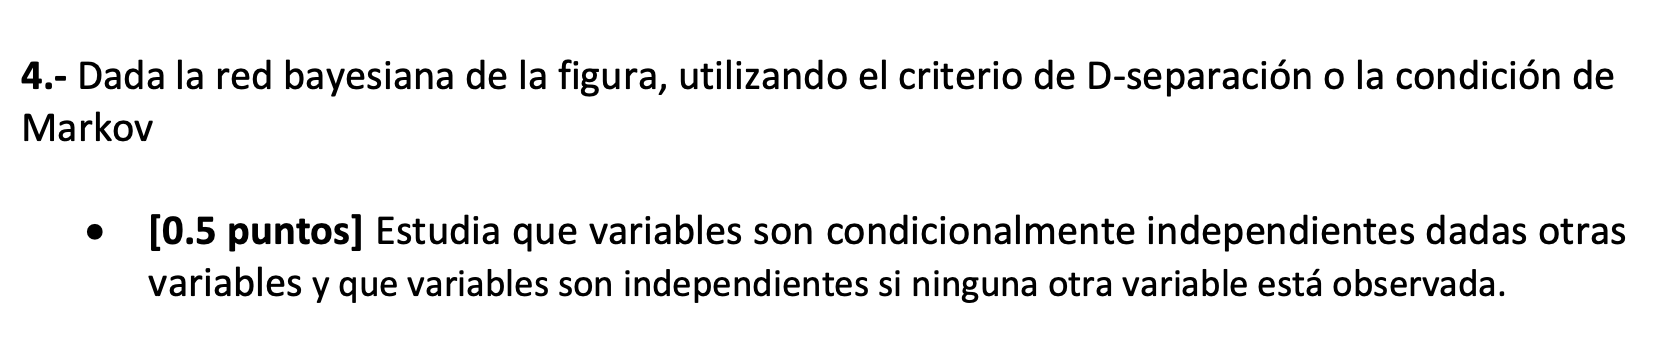 4.- Dada la red bayesiana de la figura, utilizando el criterio de D-separación o la condición de
Markov
• [0.5 puntos] Estudia que variables son condicionalmente independientes dadas otras
variables y que variables son independientes si ninguna otra variable está observada.